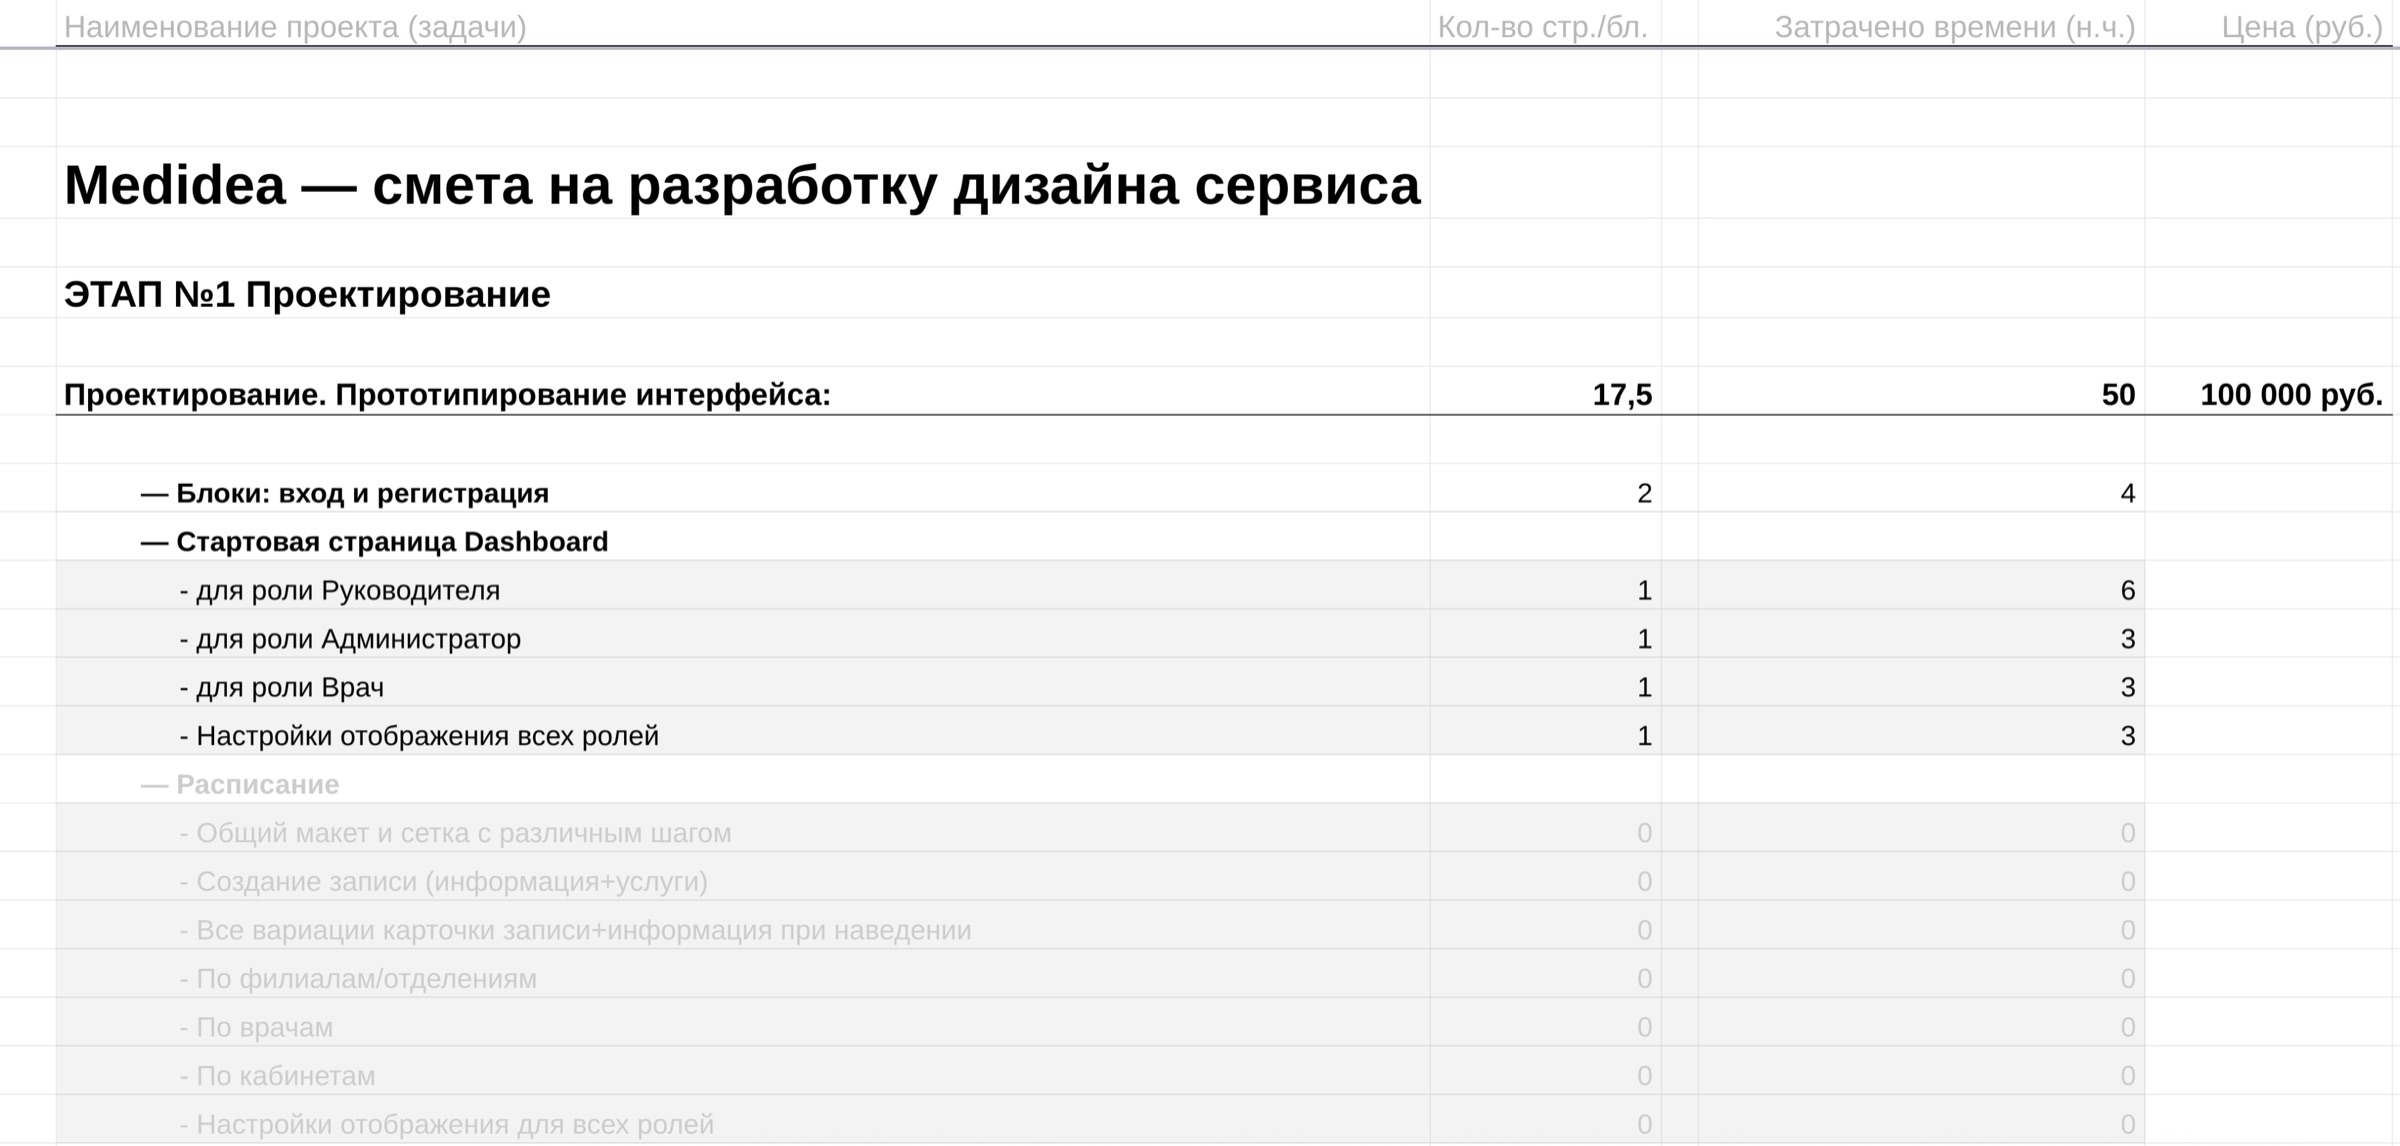 Наименование проекта (задачи) Кол-во стр./бл. Затрачено времени (н.ч.) Цена (руб.)
Medidea — смета на разработку дизайна сервиса
ЭТАП №1 Проектирование
Проектирование. Прототипирование интерфейса: 17,5 50 100 000 руб.
— Блоки: вход и регистрация 2 4
— Стартовая страница Dashboard
- для роли Руководителя 1 6
- для роли Администратор 1 3
- для роли Врач 1 3
- Настройки отображения всех ролей 1 3
— Расписание
- Общий макет и сетка с различным шагом 0 0
- Создание записи (информация+услуги) 0 0
- Все вариации карточки записи+информация при наведении 0 0
- По филиалам/отделениям 0 0
- По врачам 0 0
- По кабинетам 0 0
- Настройки отображения для всех ролей 0 0